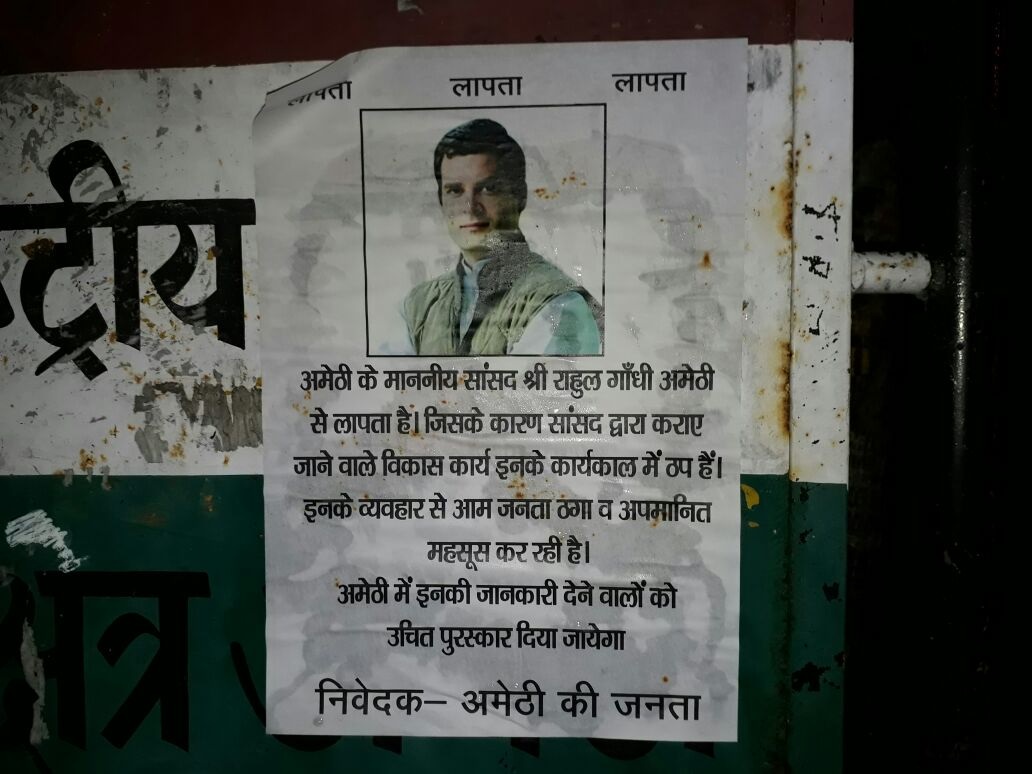 लापता लापता लापता
अमेठी के माननीय सांसद श्री राहुल गाँधी अमेठी
से लापता है। जिसके कारण सांसद द्वारा कराए
जाने वाले विकास कार्य इनके कार्यकाल में ठप हैं।
इनके व्यवहार से आम जनता ठगा व अपमानित
महसूस कर रही है।
अमेठी में इनकी जानकारी देने वालों को
उचित पुरस्कार दिया जायेगा
निवेदक– अमेठी की जनता